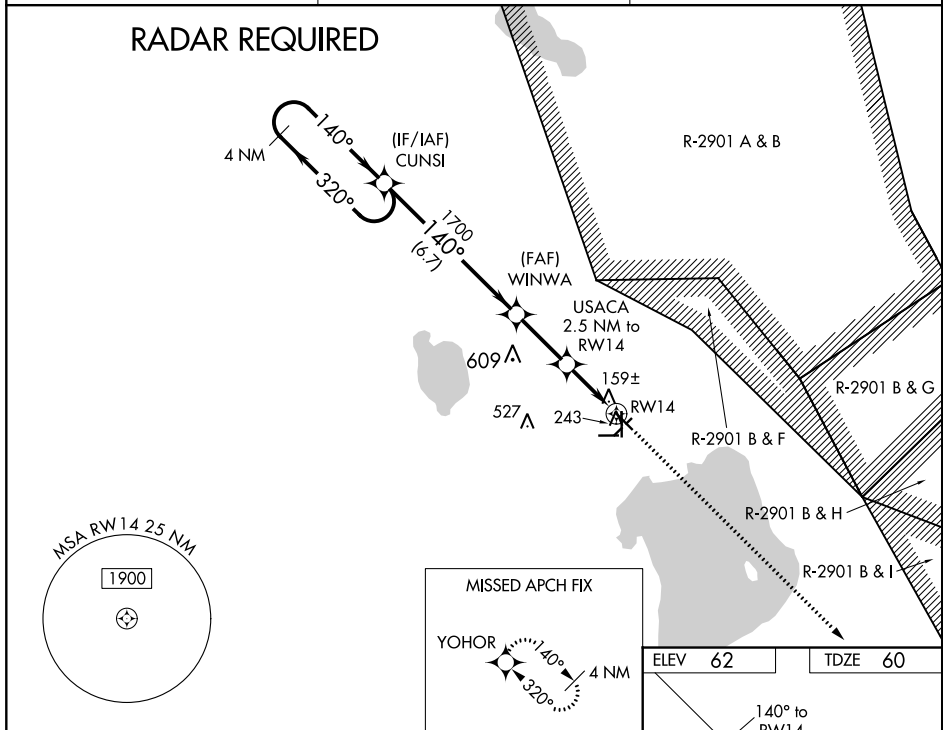 RADAR REQUIRED
R-2901 A & B
140°
4 NM
320°
(IF/IAF)
CUNSI
1700
140°
(6.7)
(FAF)
WINWA
USACA
2.5 NM to
RW14
609
159±
527
243
RW14
R-2901 B & G
R-2901 B & F
R-2901 B & H
R-2901 B & I
MSA RW14 25 NM
1900
MISSED APCH FIX
YOHOR
140°
4 NM
320°
ELEV 62
TDZE 60
140° to
RW14